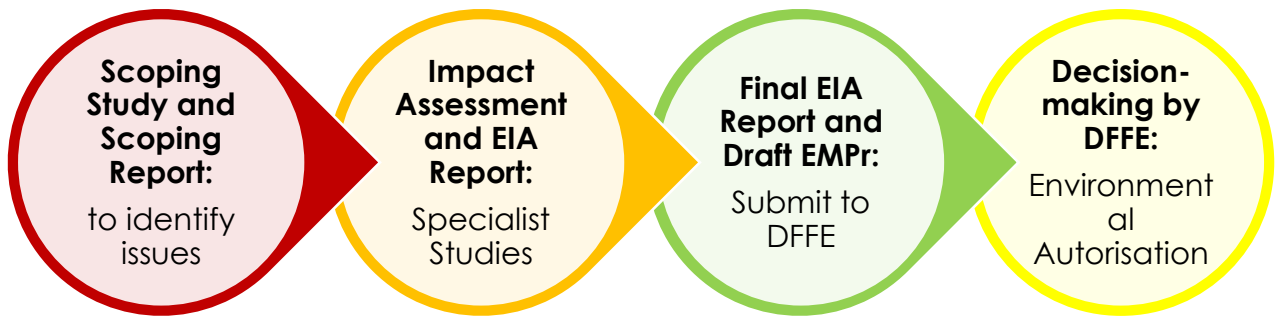 Scoping
Study and
Scoping
Report:
to identify
issues
Impact
Assessment
and EIA
Report:
Specialist
Studies
Final EIA
Report and
Draft EMPr:
Submit to
DFFE
Decision-
making by
DFFE:
Environment
al
Autorisation